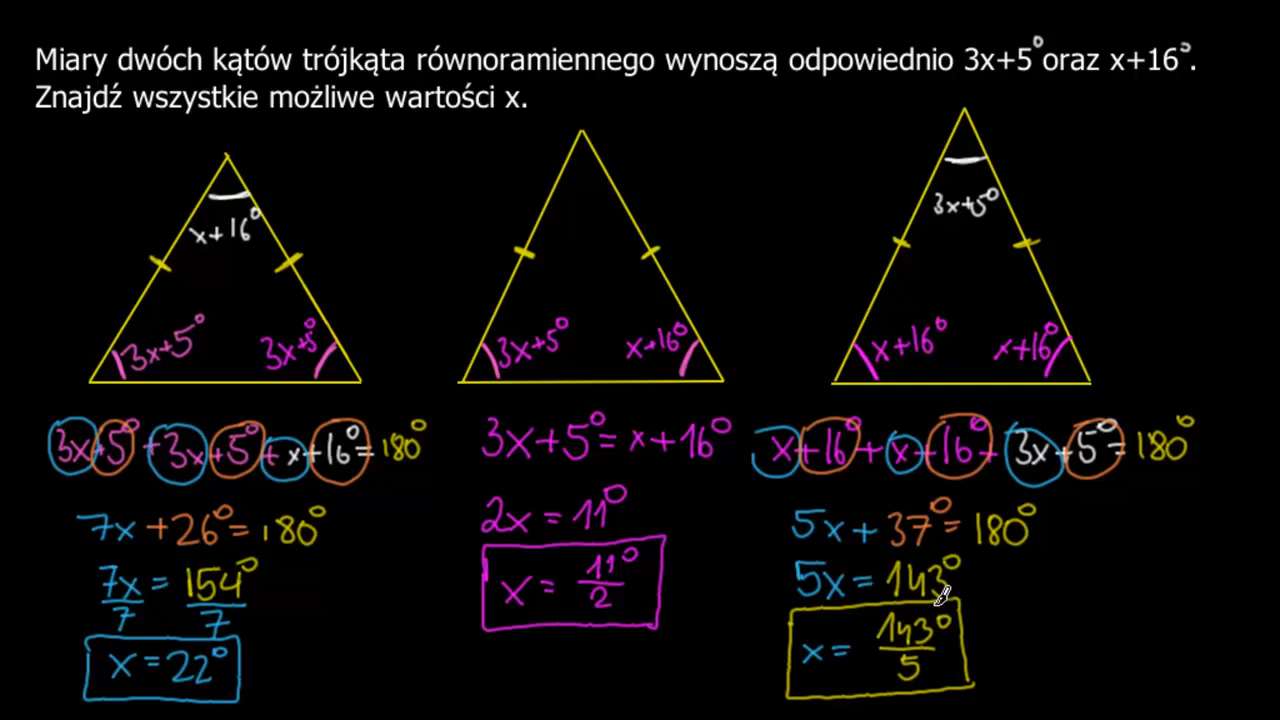 Miary dwóch kątów trójkąta równoramiennego wynoszą odpowiednio 3x+5° oraz x+16°.
Znajdź wszystkie możliwe wartości x.
x+16°
3x+5°
3x+5°
3x+5°
x+16°
3x+5°
x+16°
x+16°
3x+5°+3x+5°+x+16°=180°
7x+26°=180°
7x/7=154°/7
x=22°
3x+5°=x+16°
2x=11°
x=11°/2
x+16°+x+16°+3x+5°=180°
5x+37°=180°
5x=143°
x=143°/5